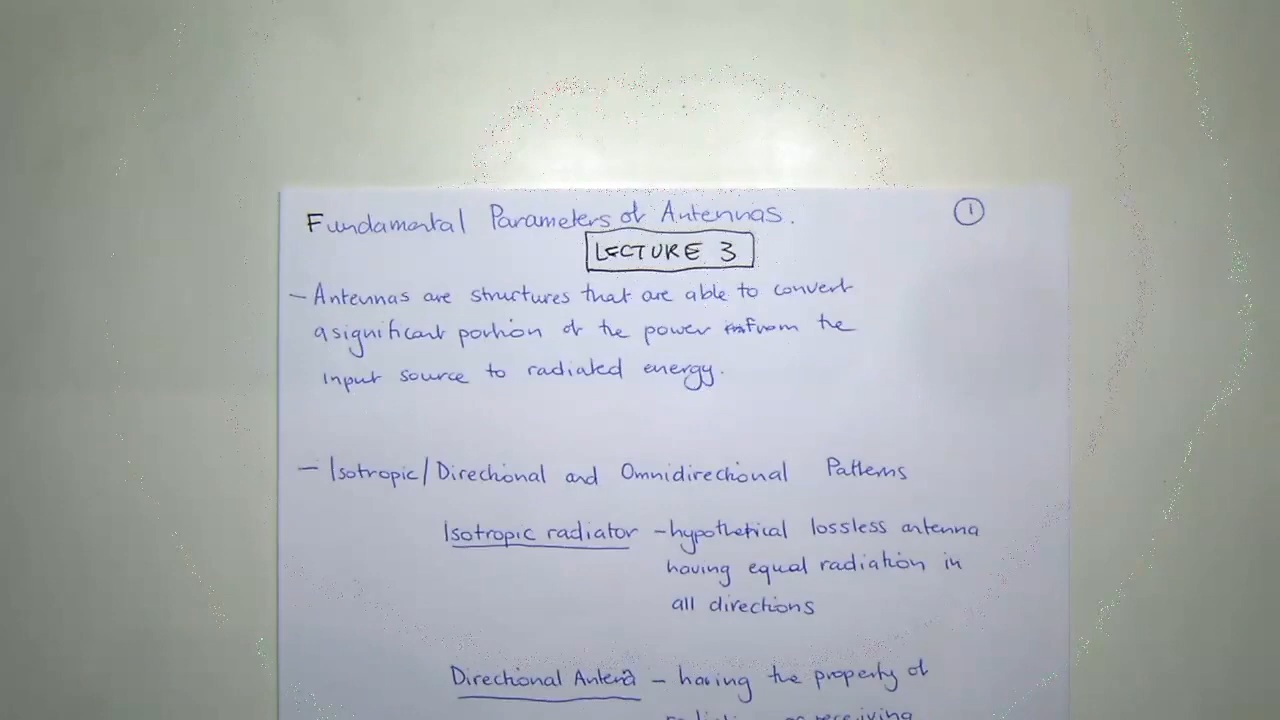 Fundamental Parameters of Antennas.
1
LECTURE 3
- Antennas are structures that are able to convert
a significant portion of the power from the
input source to radiated energy.
- Isotropic/Directional and Omnidirectional Patterns
Isotropic radiator - hypothetical lossless antenna
having equal radiation in
all directions
Directional Antena - having the property of
receiving